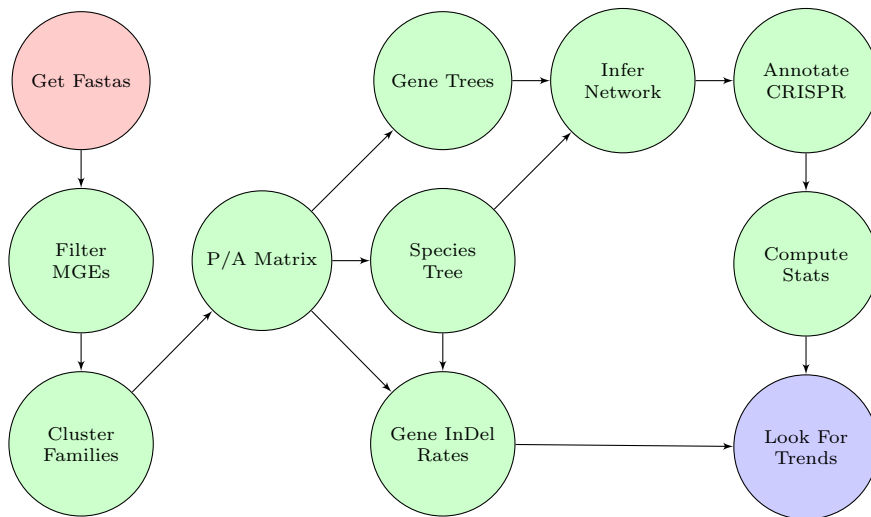 Get Fastas
Gene Trees
Infer
Network
Annotate
CRISPR
Filter
MGEs
P/A Matrix
Species
Tree
Compute
Stats
Cluster
Families
Gene InDel
Rates
Look For
Trends